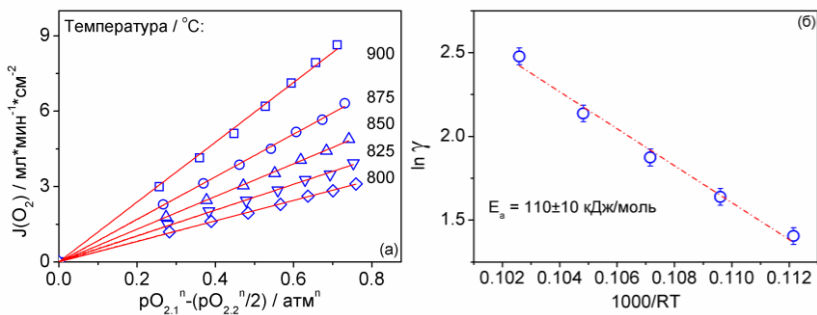 Температура / °C:
900
875
850
825
800
9
6
3
0
0.0 0.2 0.4 0.6 0.8
J(O₂) / мл*мин⁻¹*см⁻²
pO₂.₁ⁿ-(pO₂.₂ⁿ/2) / атмⁿ
(а)
(б)
2.5
2.0
1.5
ln γ
Eₐ = 110±10 кДж/моль
0.102 0.104 0.106 0.108 0.110 0.112
1000/RT